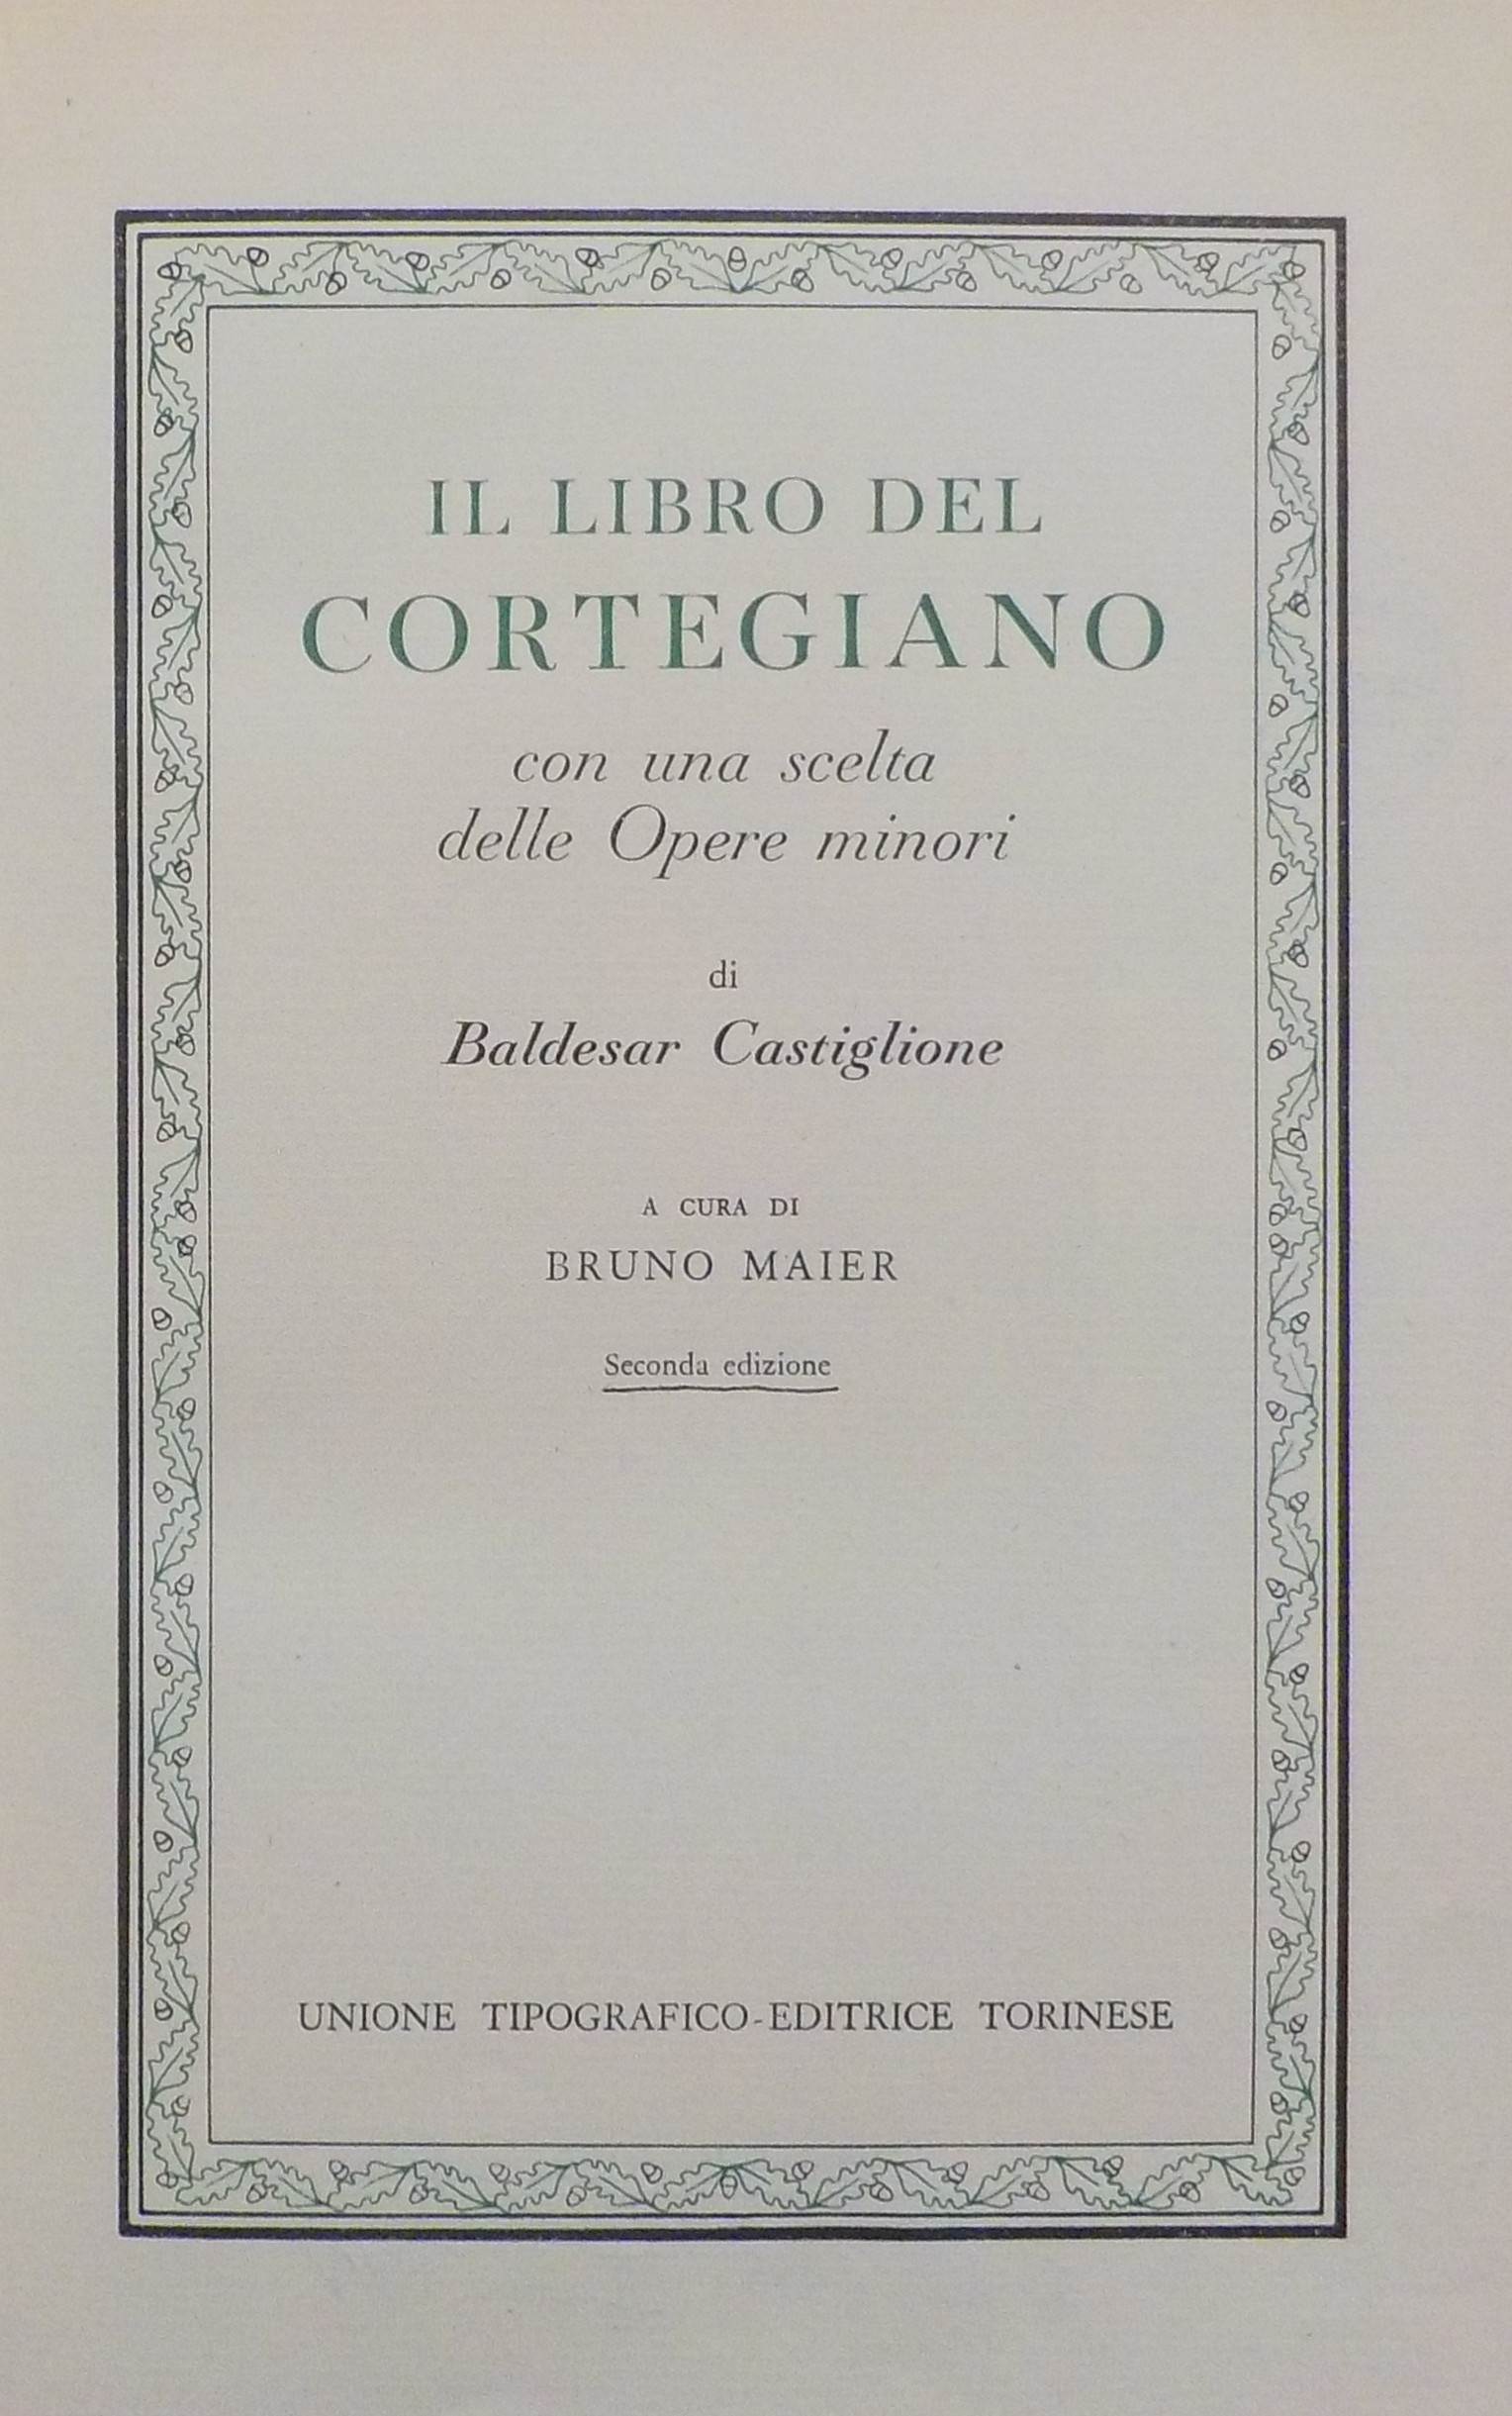 IL LIBRO DEL
CORTEGIANO
con una scelta
delle Opere minori
di
Baldesar Castiglione
A CURA DI
BRUNO MAIER
Seconda edizione
UNIONE TIPOGRAFICO-EDITRICE TORINESE